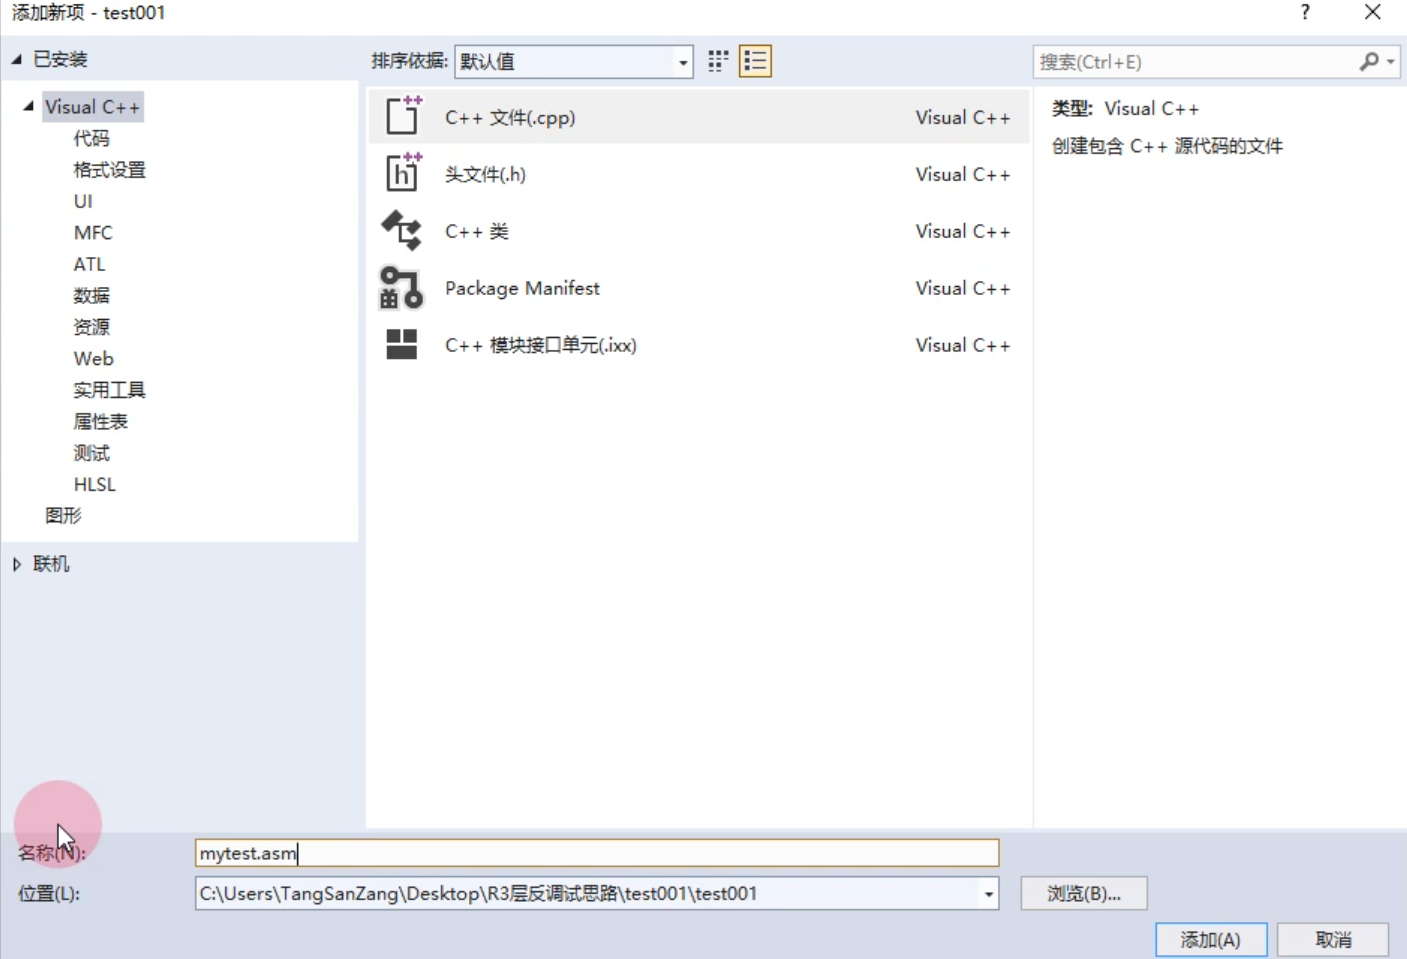 添加新项 - test001
?
已安装
排序依据: 默认值
搜索(Ctrl+E)
Visual C++
代码
格式设置
UI
MFC
ATL
数据
资源
Web
实用工具
属性表
测试
HLSL
图形
联机
C++ 文件(.cpp) Visual C++
头文件(.h) Visual C++
C++ 类 Visual C++
Package Manifest Visual C++
C++ 模块接口单元(.ixx) Visual C++
类型: Visual C++
创建包含 C++ 源代码的文件
名称(N): mytest.asm
位置(L): C:\Users\TangSanZang\Desktop\R3层反调试思路\test001\test001
浏览(B)...
添加(A) 取消